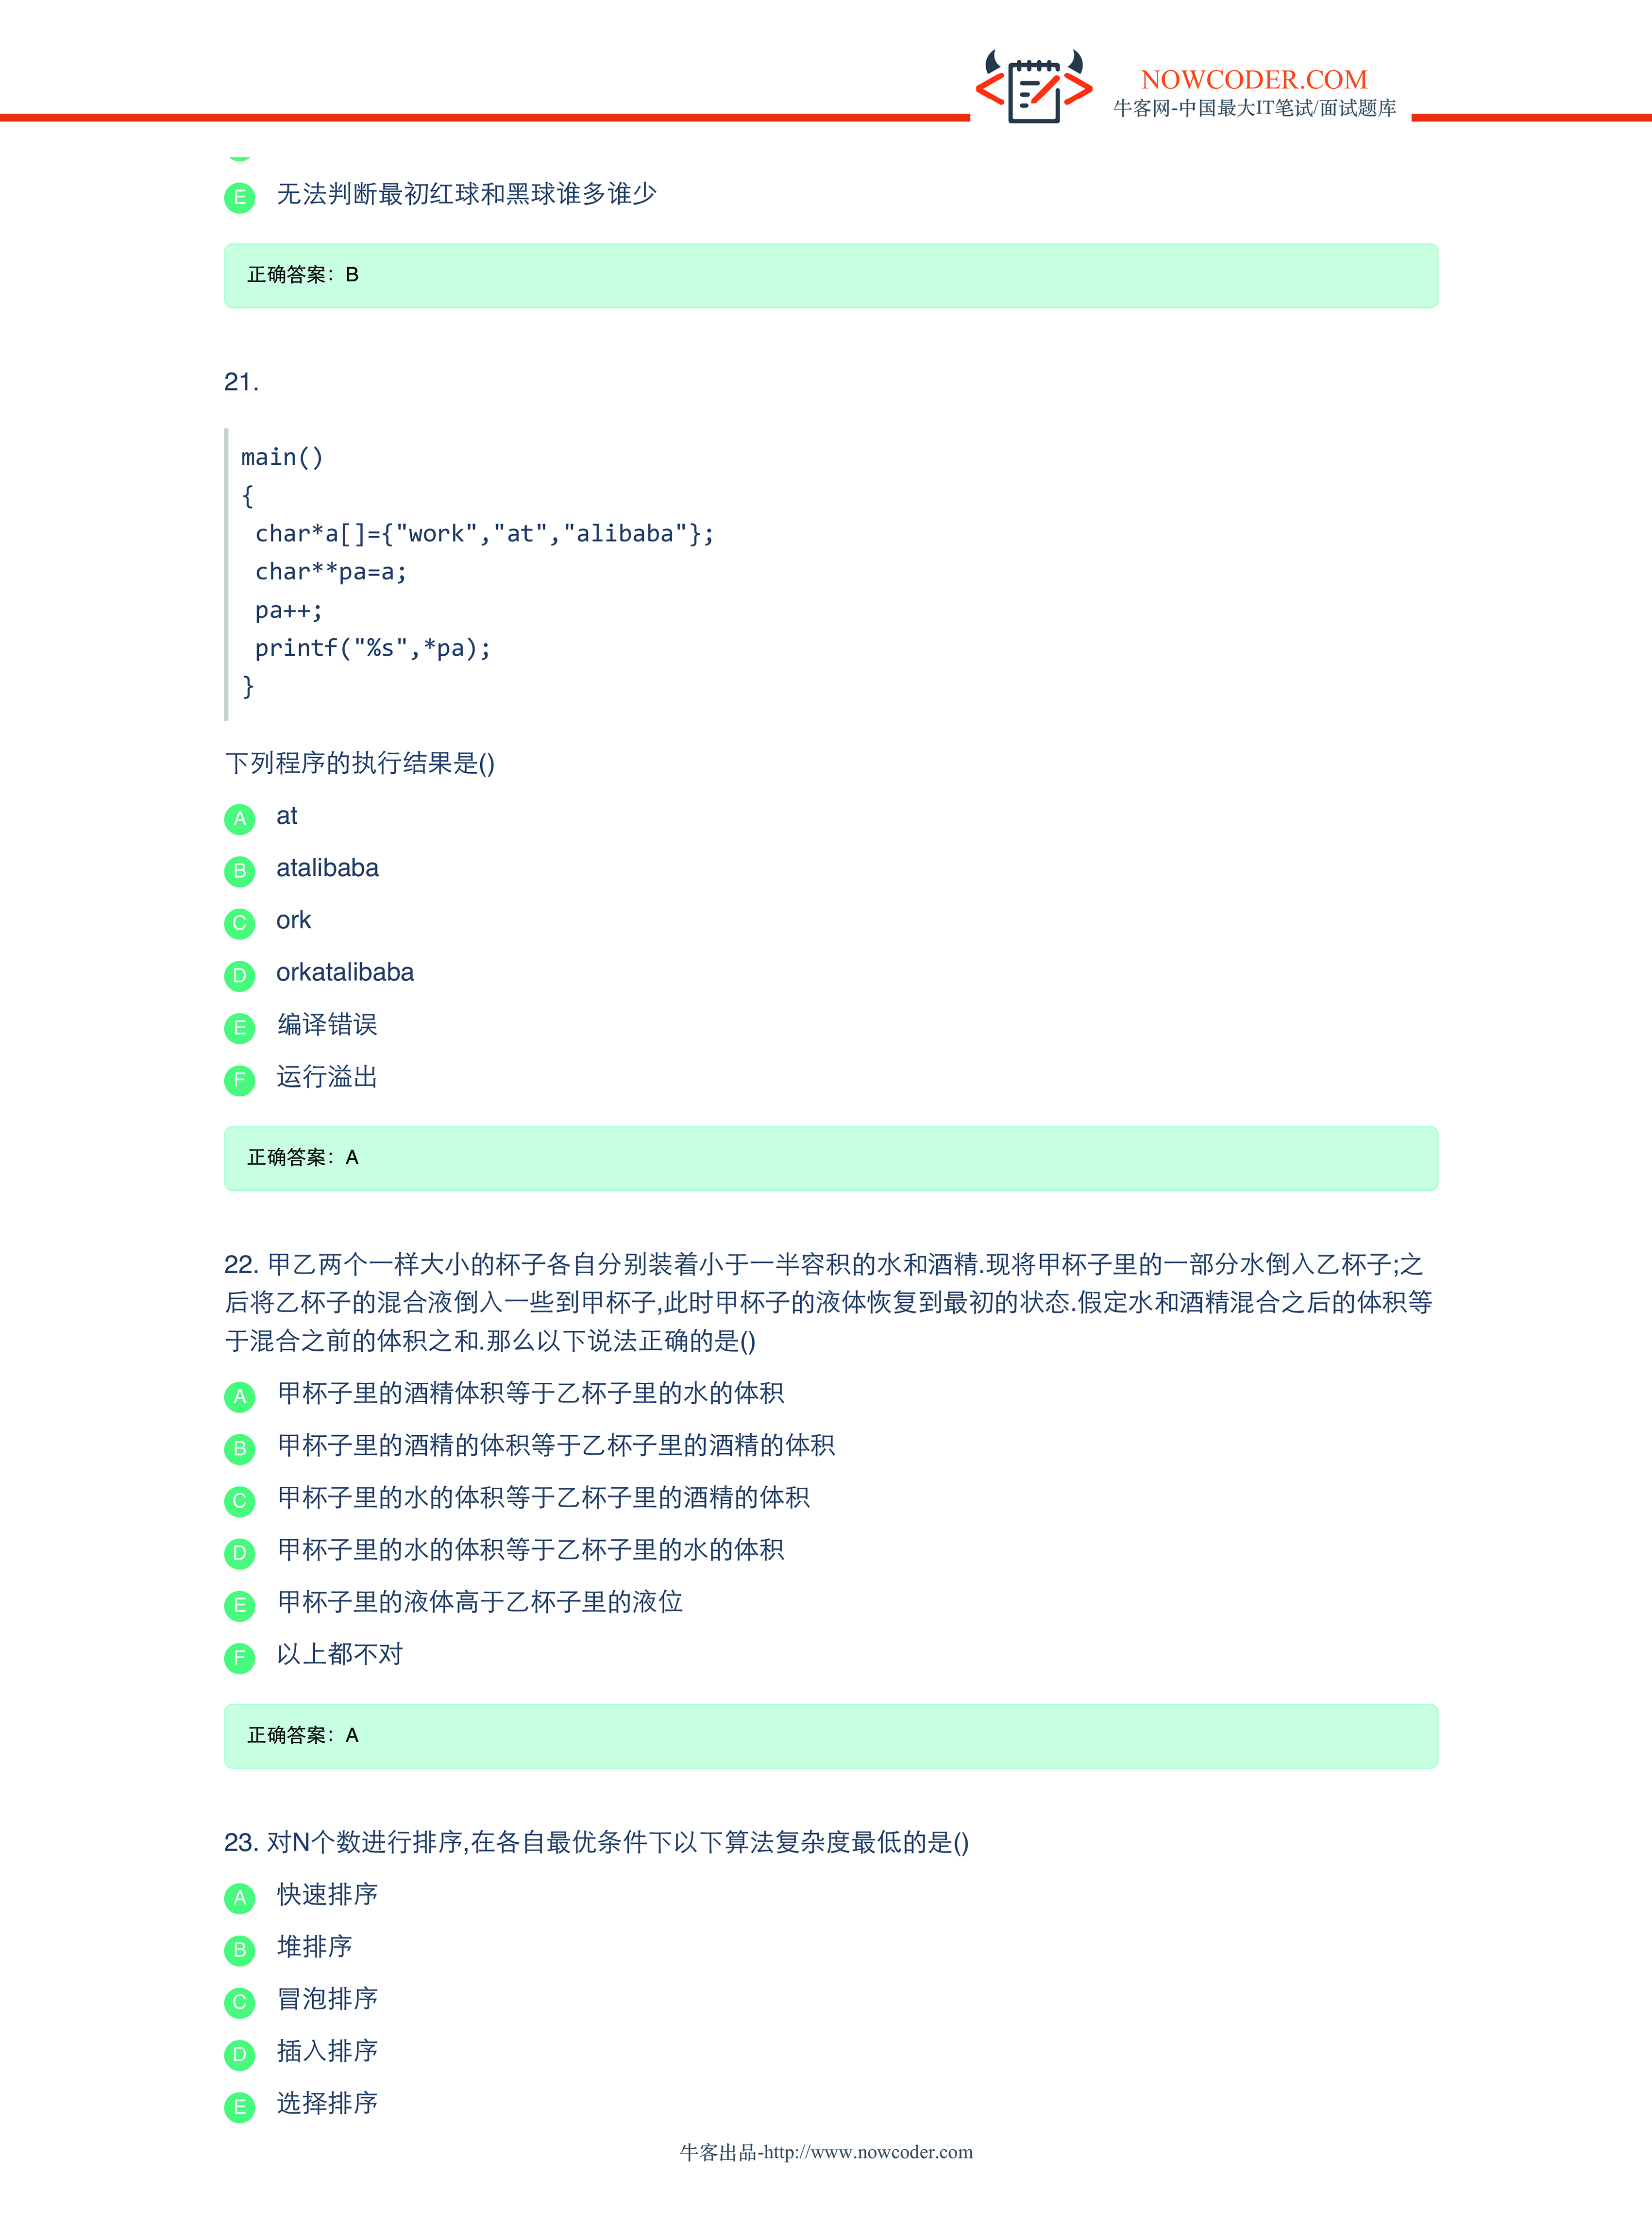 NOWCODER.COM
牛客网-中国最大IT笔试/面试题库
E 无法判断最初红球和黑球谁多谁少
正确答案：B
21.
main()
{
char*a[]={"work","at","alibaba"};
char**pa=a;
pa++;
printf("%s",*pa);
}
下列程序的执行结果是()
A at
B atalibaba
C ork
D orkatalibaba
E 编译错误
F 运行溢出
正确答案：A
22. 甲乙两个一样大小的杯子各自分别装着小于一半容积的水和酒精.现将甲杯子里的一部分水倒入乙杯子;之
后将乙杯子的混合液倒入一些到甲杯子,此时甲杯子的液体恢复到最初的状态.假定水和酒精混合之后的体积等
于混合之前的体积之和.那么以下说法正确的是()
A 甲杯子里的酒精体积等于乙杯子里的水的体积
B 甲杯子里的酒精的体积等于乙杯子里的酒精的体积
C 甲杯子里的水的体积等于乙杯子里的酒精的体积
D 甲杯子里的水的体积等于乙杯子里的水的体积
E 甲杯子里的液体高于乙杯子里的液位
F 以上都不对
正确答案：A
23. 对N个数进行排序,在各自最优条件下以下算法复杂度最低的是()
A 快速排序
B 堆排序
C 冒泡排序
D 插入排序
E 选择排序
牛客出品-http://www.nowcoder.com